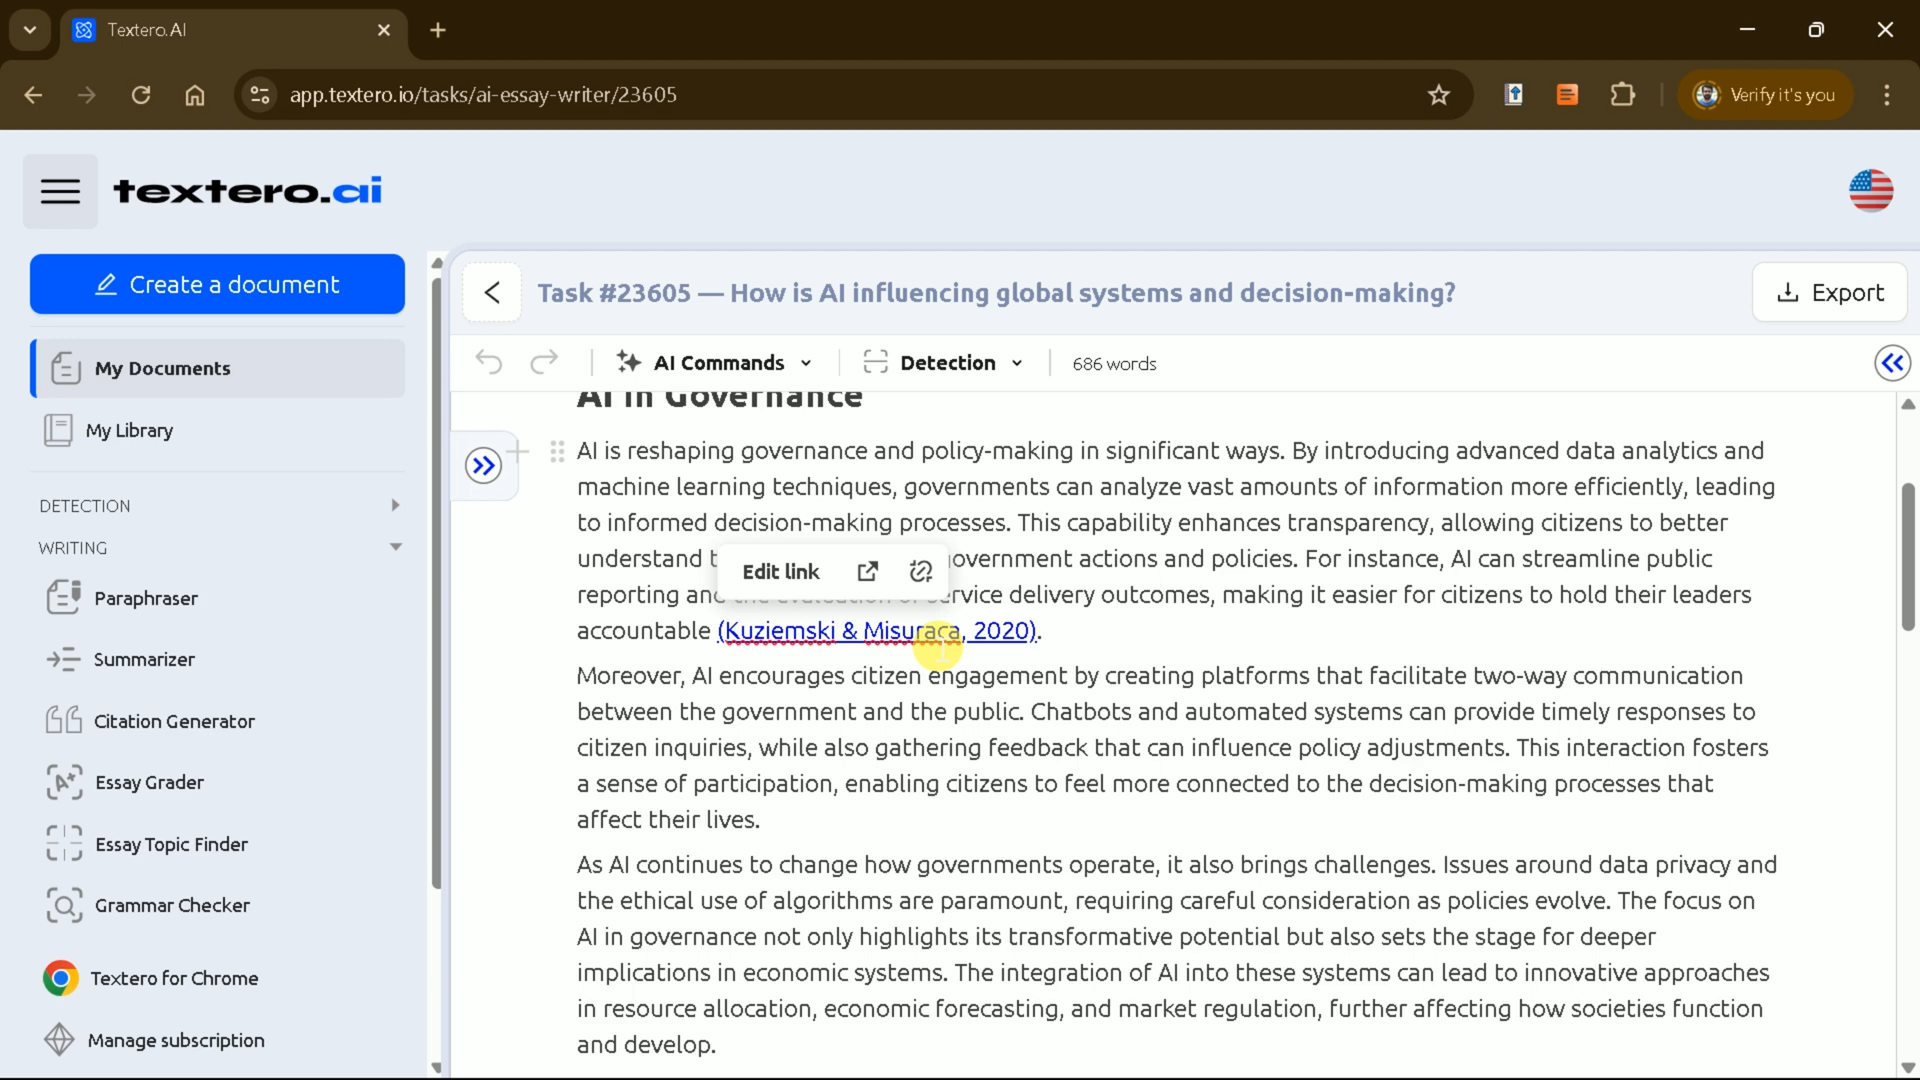 Textero.AI
app.textero.io/tasks/ai-essay-writer/23605
Verify it's you
textero.ai
Create a document
My Documents
My Library
DETECTION
WRITING
Paraphraser
Summarizer
Citation Generator
Essay Grader
Essay Topic Finder
Grammar Checker
Textero for Chrome
Manage subscription
Task #23605 — How is AI influencing global systems and decision-making?
Export
AI Commands
Detection
686 words
AI in Governance
AI is reshaping governance and policy-making in significant ways. By introducing advanced data analytics and
machine learning techniques, governments can analyze vast amounts of information more efficiently, leading
to informed decision-making processes. This capability enhances transparency, allowing citizens to better
understand government actions and policies. For instance, AI can streamline public
Edit link
reporting and the evaluation of service delivery outcomes, making it easier for citizens to hold their leaders
accountable (Kuziemski & Misuraca, 2020).
Moreover, AI encourages citizen engagement by creating platforms that facilitate two-way communication
between the government and the public. Chatbots and automated systems can provide timely responses to
citizen inquiries, while also gathering feedback that can influence policy adjustments. This interaction fosters
a sense of participation, enabling citizens to feel more connected to the decision-making processes that
affect their lives.
As AI continues to change how governments operate, it also brings challenges. Issues around data privacy and
the ethical use of algorithms are paramount, requiring careful consideration as policies evolve. The focus on
AI in governance not only highlights its transformative potential but also sets the stage for deeper
implications in economic systems. The integration of AI into these systems can lead to innovative approaches
in resource allocation, economic forecasting, and market regulation, further affecting how societies function
and develop.